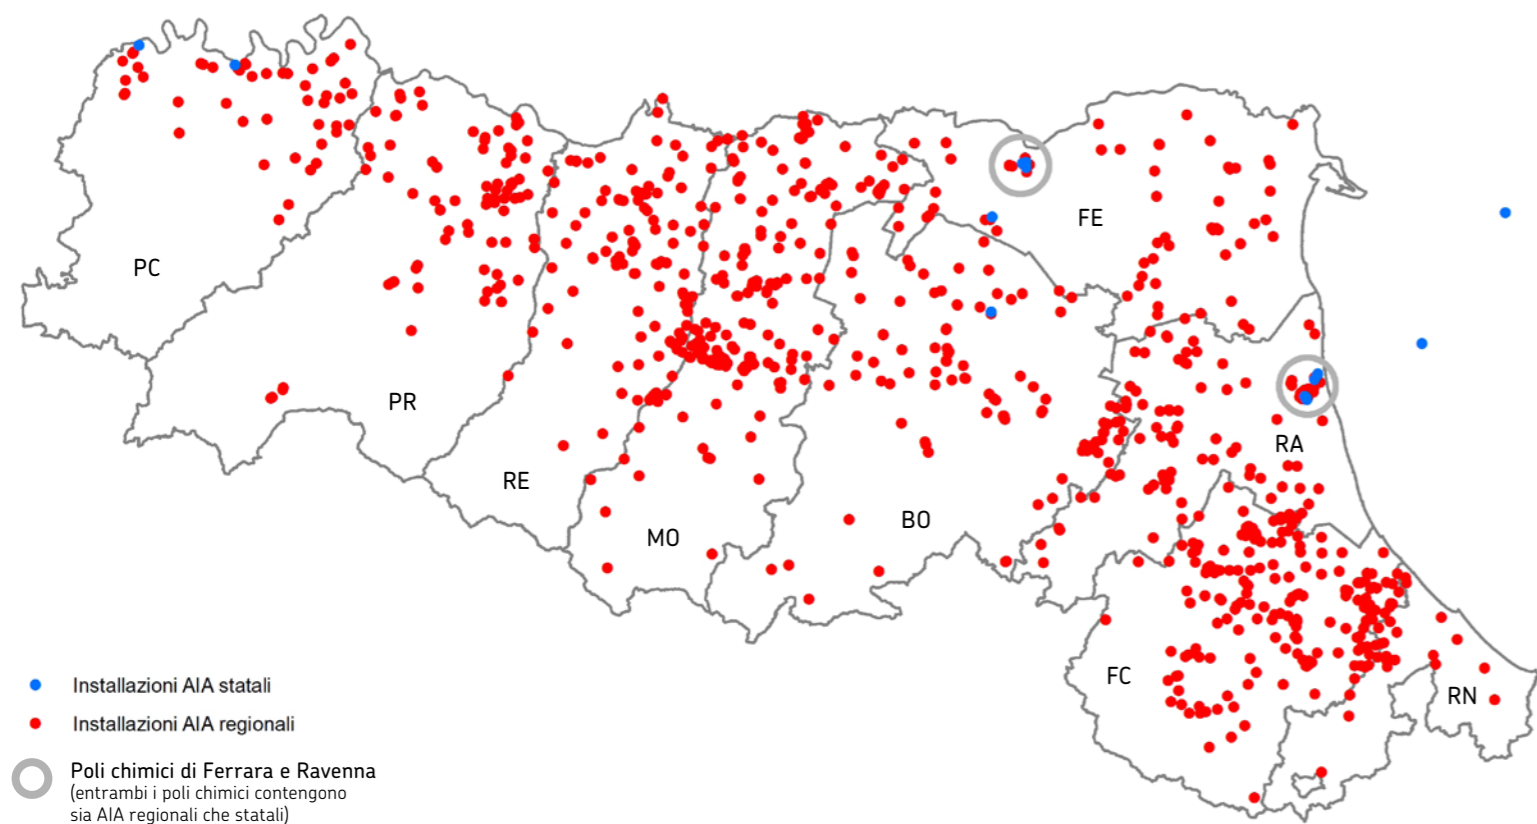 FE
PC
PR
RA
RE
BO
MO
FC
RN
Installazioni AIA statali
Installazioni AIA regionali
Poli chimici di Ferrara e Ravenna
(entrambi i poli chimici contengono
sia AIA regionali che statali)